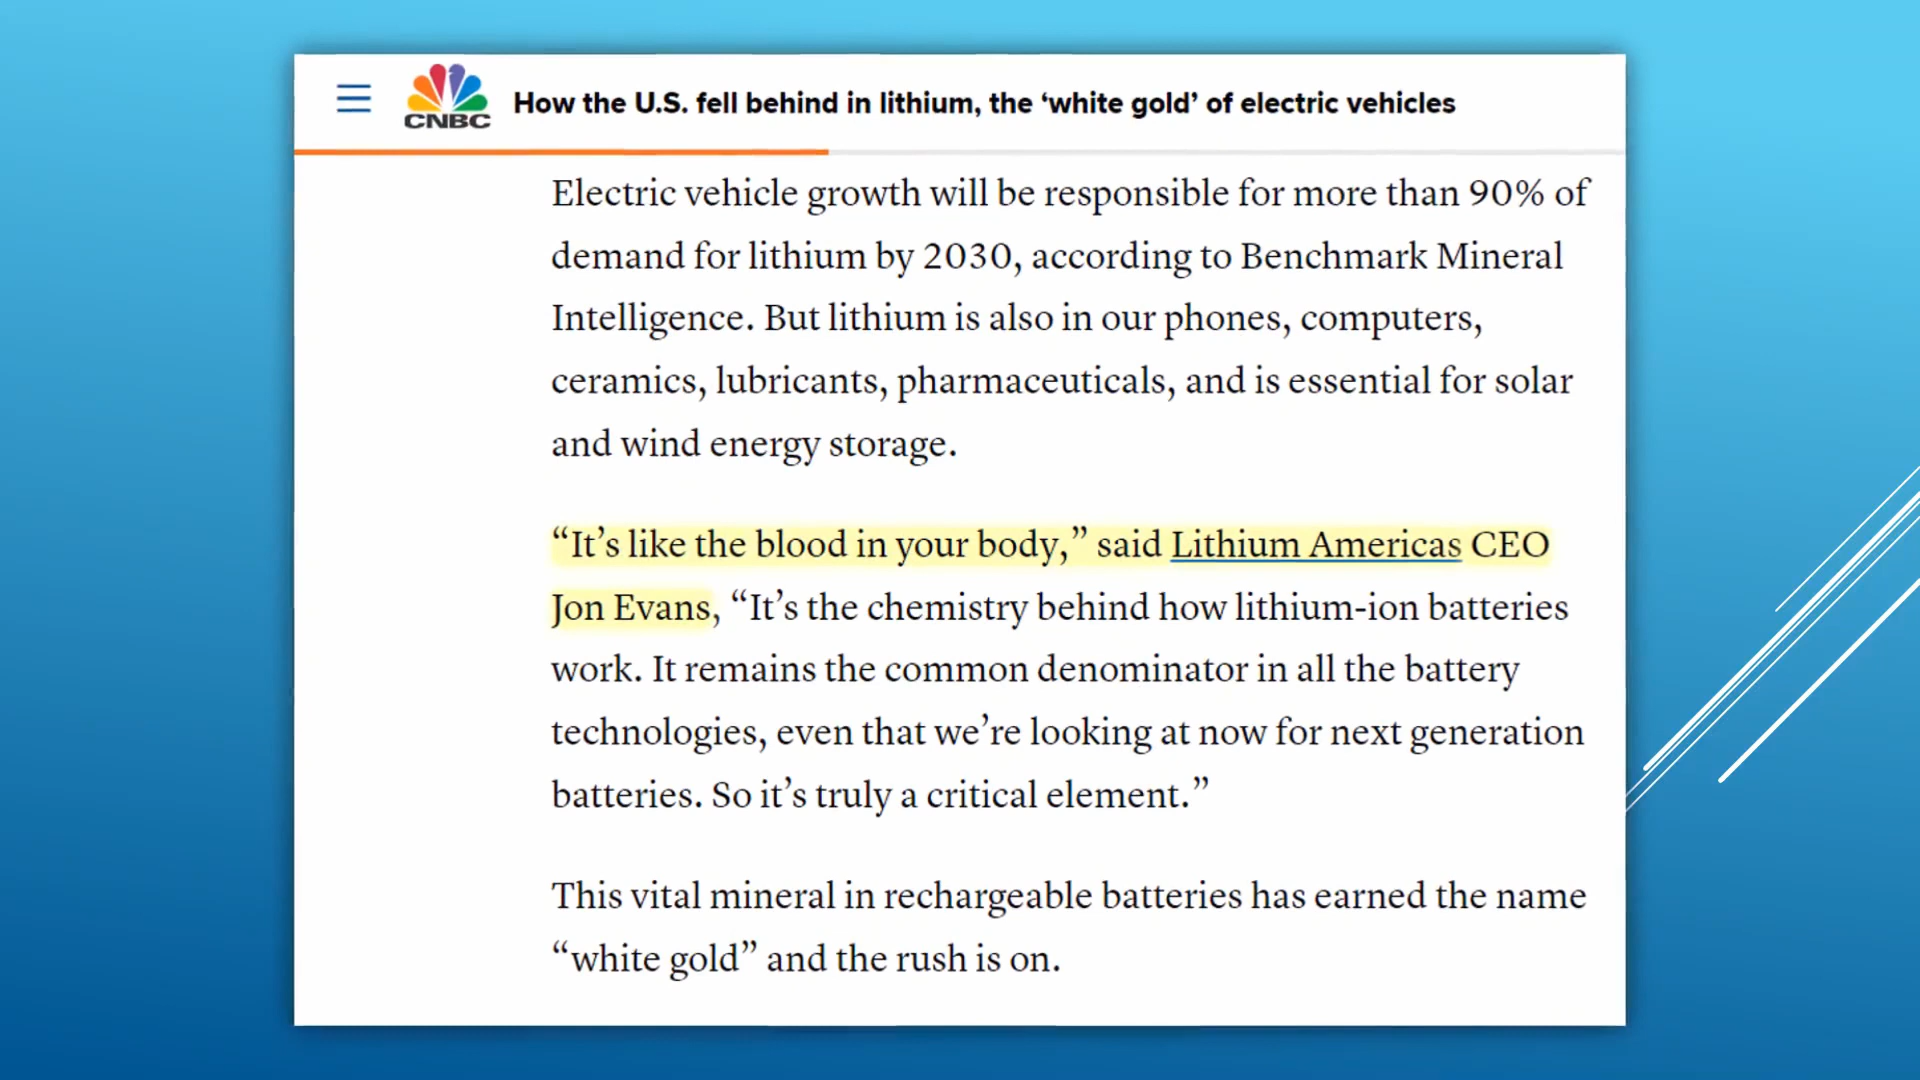 CNBC
How the U.S. fell behind in lithium, the ‘white gold’ of electric vehicles
Electric vehicle growth will be responsible for more than 90% of
demand for lithium by 2030, according to Benchmark Mineral
Intelligence. But lithium is also in our phones, computers,
ceramics, lubricants, pharmaceuticals, and is essential for solar
and wind energy storage.
“It’s like the blood in your body,” said Lithium Americas CEO
Jon Evans, “It’s the chemistry behind how lithium-ion batteries
work. It remains the common denominator in all the battery
technologies, even that we’re looking at now for next generation
batteries. So it’s truly a critical element.”
This vital mineral in rechargeable batteries has earned the name
“white gold” and the rush is on.